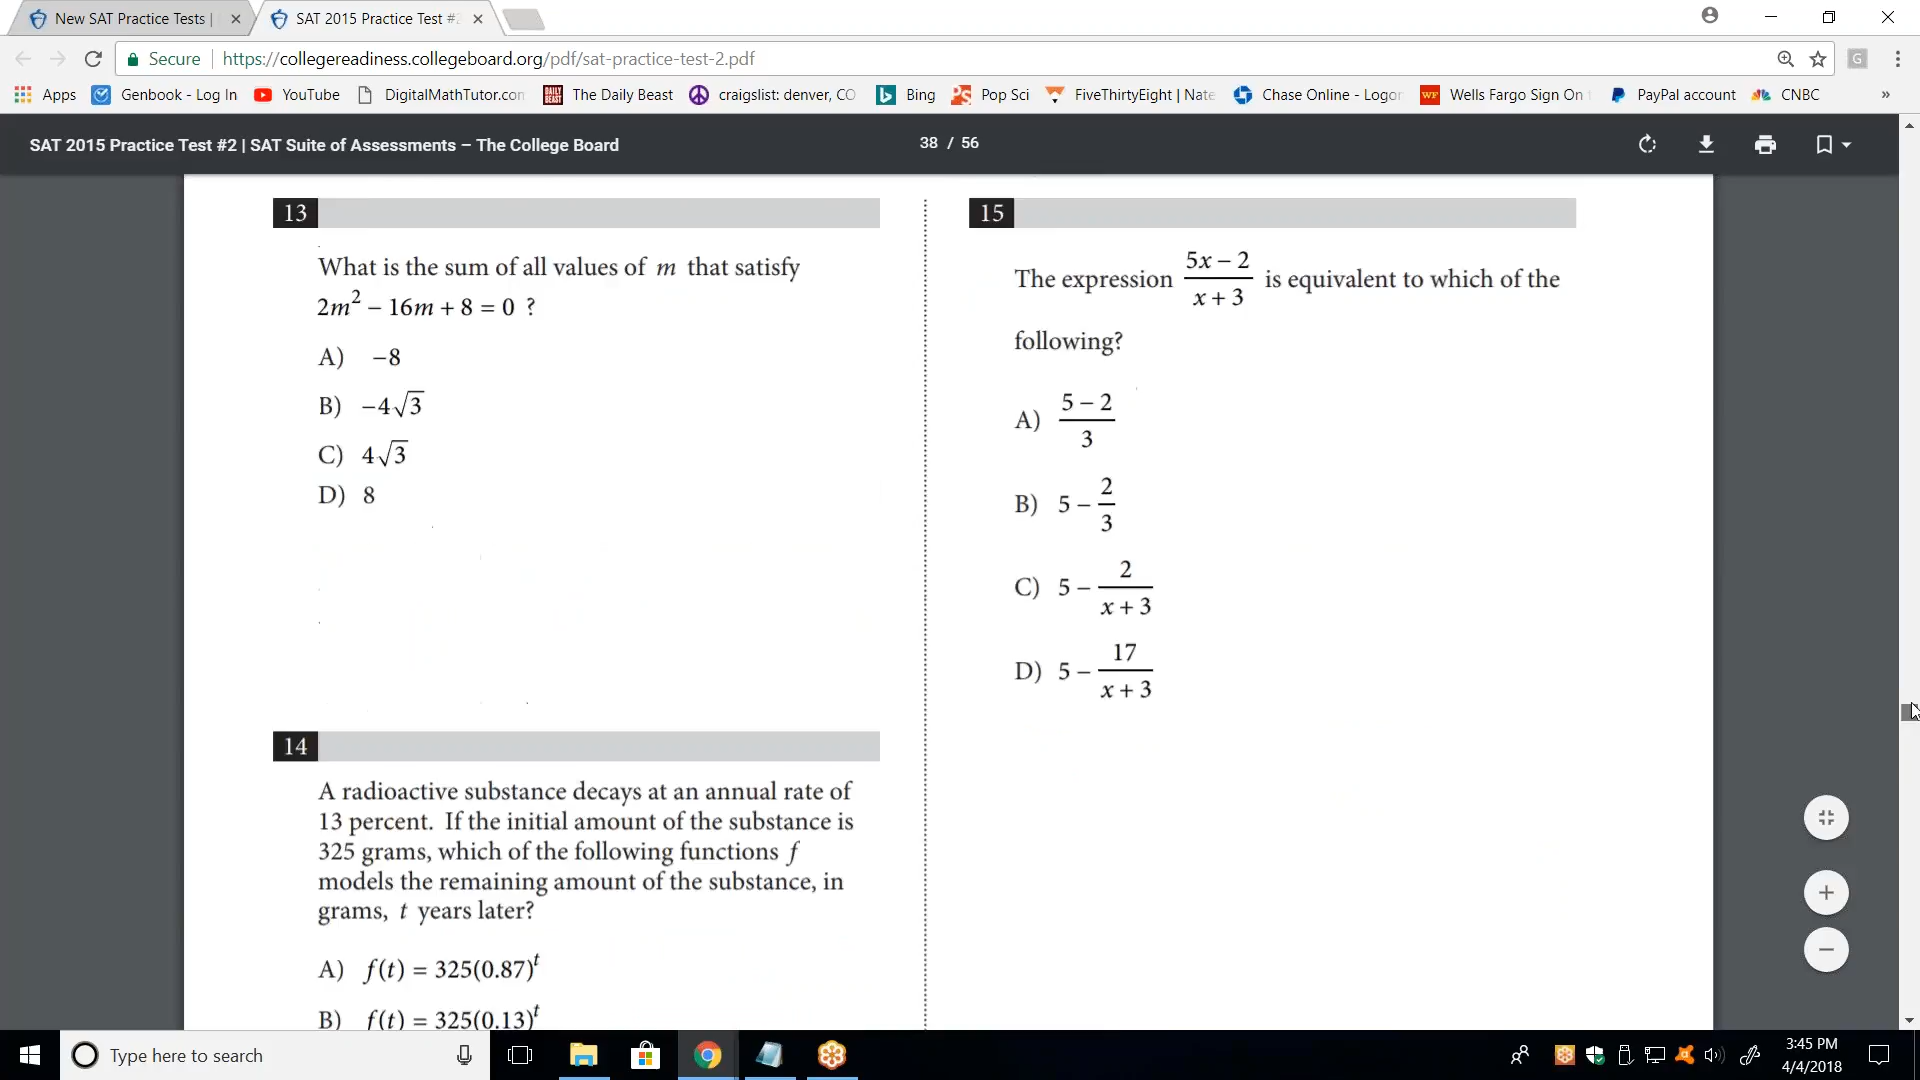 New SAT Practice Tests |
SAT 2015 Practice Test #2
Secure
https://collegereadiness.collegeboard.org/pdf/sat-practice-test-2.pdf
G
Apps
Genbook - Log In
YouTube
DigitalMathTutor.com
DAILY BEAST
The Daily Beast
craigslist: denver, CO
Bing
PS
Pop Sci
FiveThirtyEight | Nate
Chase Online - Logon
WF
Wells Fargo Sign On
PayPal account
CNBC
»
SAT 2015 Practice Test #2 | SAT Suite of Assessments – The College Board
38 / 56
13
What is the sum of all values of m that satisfy
2m² − 16m + 8 = 0 ?
A) −8
B) −4√3
C) 4√3
D) 8
14
A radioactive substance decays at an annual rate of
13 percent. If the initial amount of the substance is
325 grams, which of the following functions f
models the remaining amount of the substance, in
grams, t years later?
A) f(t) = 325(0.87)ᵗ
B) f(t) = 325(0.13)ᵗ
15
The expression (5x − 2)/(x + 3) is equivalent to which of the
following?
A) (5 − 2)/3
B) 5 − 2/3
C) 5 − 2/(x + 3)
D) 5 − 17/(x + 3)
Type here to search
3:45 PM
4/4/2018